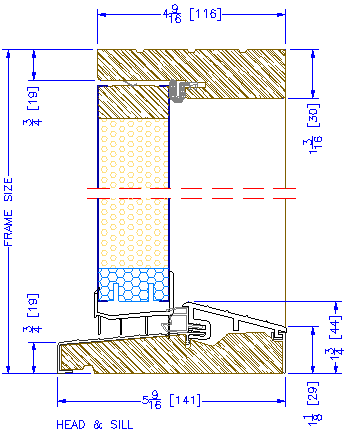 4 9/16 [116]
3/4 [19]
1 3/16 [30]
FRAME SIZE
3/4 [19]
1 3/4 [44]
1 1/8 [29]
5 9/16 [141]
HEAD & SILL